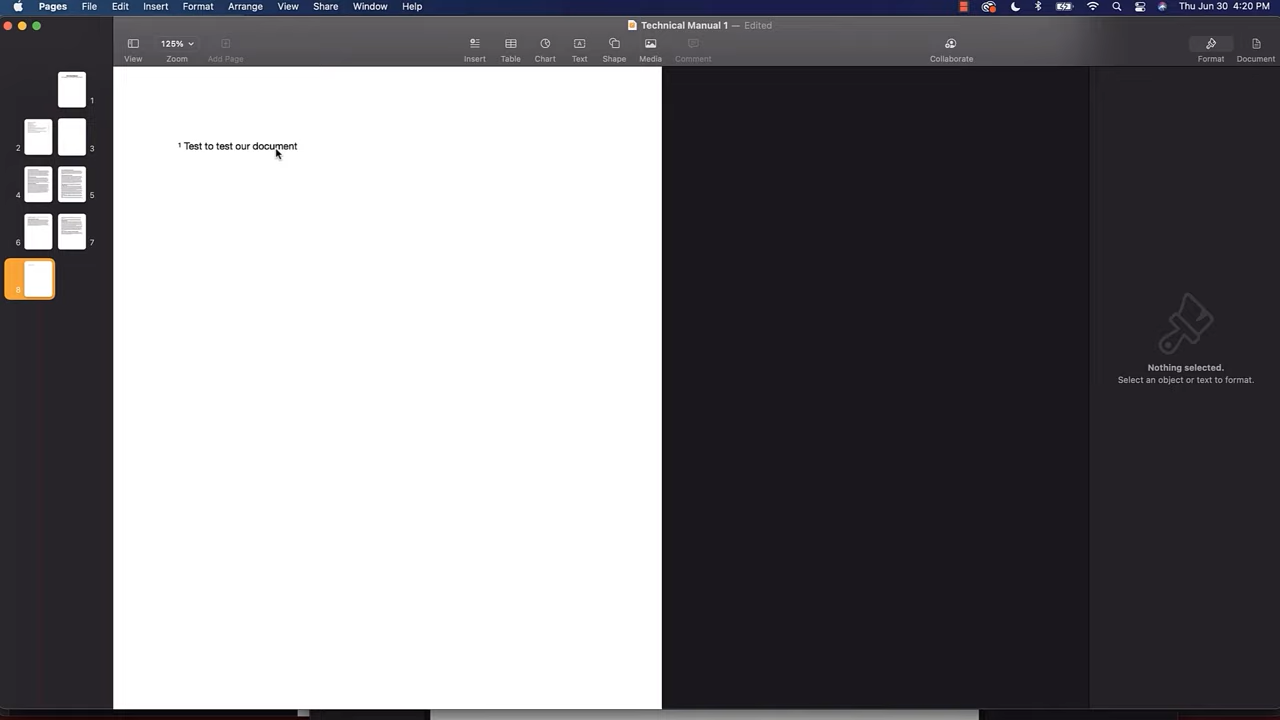 Pages File Edit Insert Format Arrange View Share Window Help Thu Jun 30 4:20 PM
Technical Manual 1 — Edited
125%
View Zoom Add Page Insert Table Chart Text Shape Media Comment Collaborate Format Document
1
2 3
4 5
6 7
8
¹ Test to test our document
Nothing selected.
Select an object or text to format.